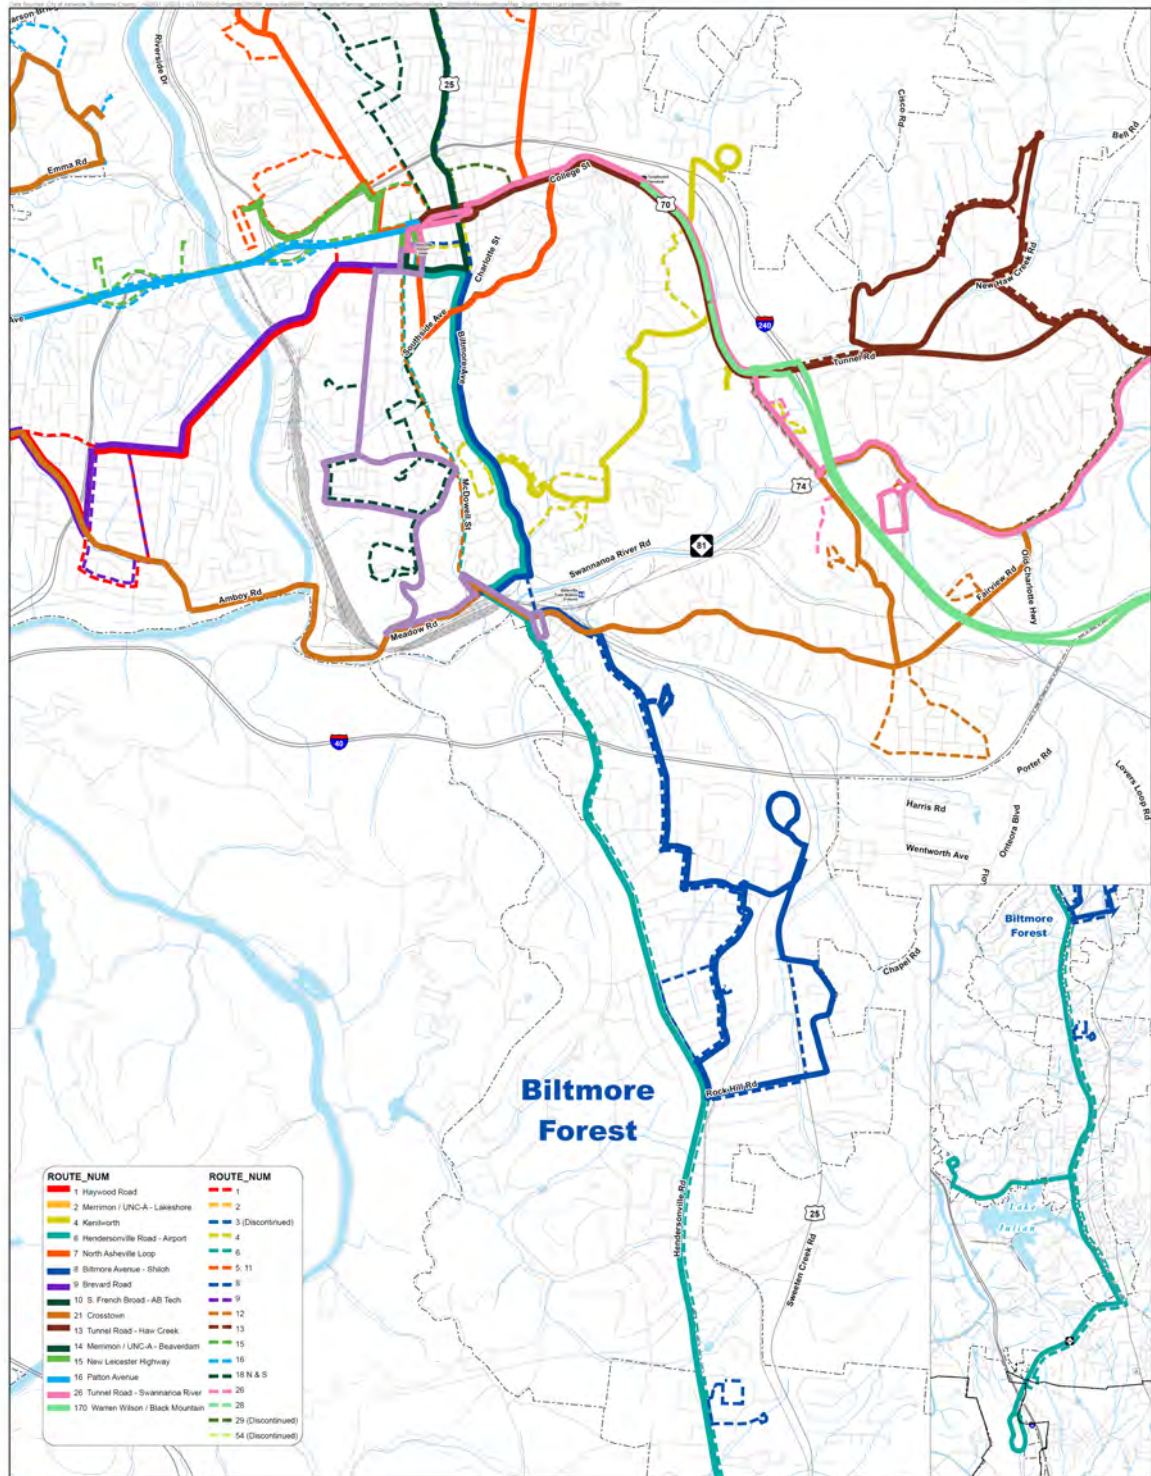 Riverside Dr
25
Cisco Rd
Bell Rd
Emma Rd
College St
70
Charlotte St
New Haw Creek Rd
Ave
240
Southside Ave
Biltmore Ave
Tunnel Rd
74
McDowell St
81
Swannanoa River Rd
Old Charlotte Hwy
Fairview Rd
Amboy Rd
Meadow Rd
40
Porter Rd
Lovers Loop Rd
Harris Rd
Onteora Blvd
Wentworth Ave
Biltmore
Forest
Chapel Rd
Rock Hill Rd
Biltmore
Forest
Lake
Julian
Hendersonville Rd
25
Sweeten Creek Rd
ROUTE_NUM
1 Haywood Road
2 Merrimon / UNC-A - Lakeshore
4 Kenilworth
6 Hendersonville Road - Airport
7 North Asheville Loop
8 Biltmore Avenue - Shiloh
9 Brevard Road
10 S. French Broad - AB Tech
21 Crosstown
13 Tunnel Road - Haw Creek
14 Merrimon / UNC-A - Beaverdam
15 New Leicester Highway
16 Patton Avenue
26 Tunnel Road - Swannanoa River
170 Warren Wilson / Black Mountain
ROUTE_NUM
1
2
3 (Discontinued)
4
6
5, 11
8
9
12
13
15
16
18 N & S
26
28
29 (Discontinued)
54 (Discontinued)